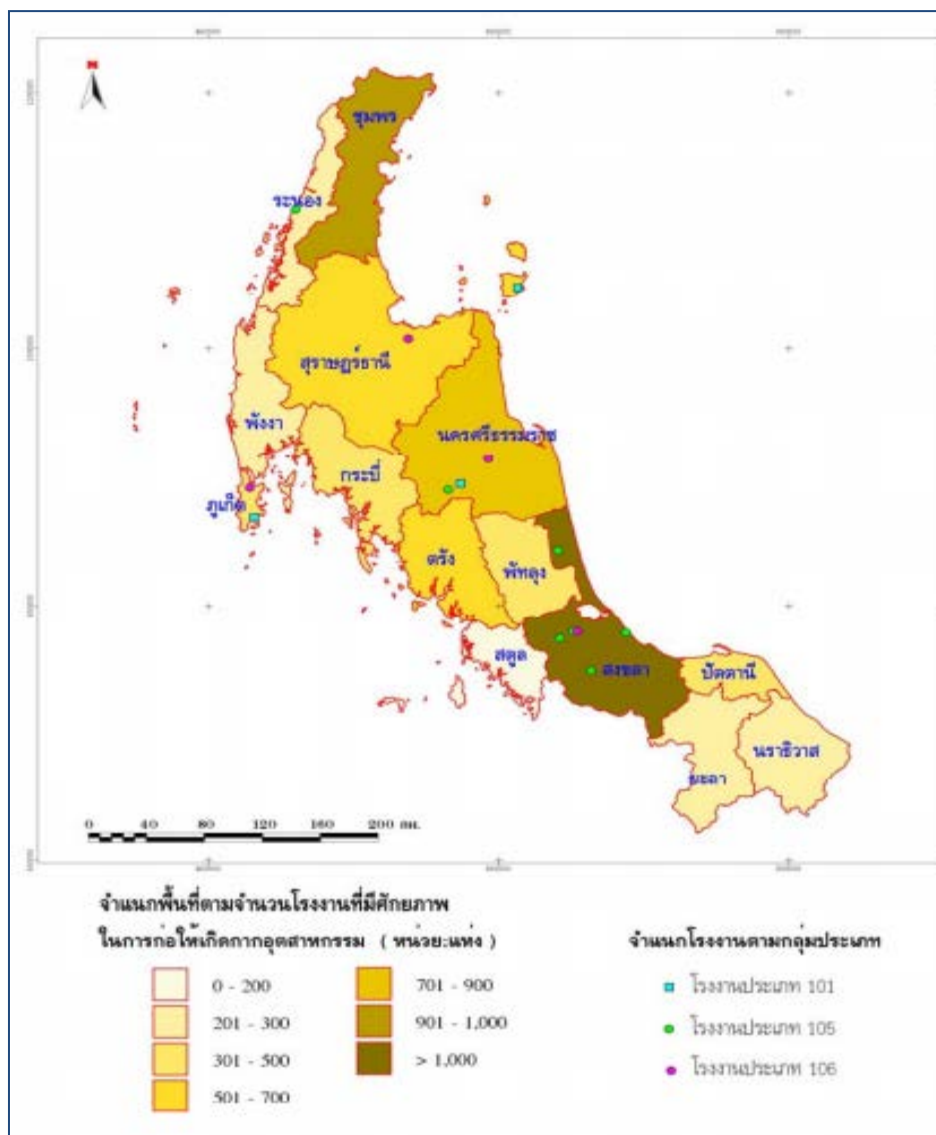 N
ชุมพร
ระนอง
สุราษฎร์ธานี
พังงา
นครศรีธรรมราช
กระบี่
ภูเก็ต
ตรัง
พัทลุง
สตูล
สงขลา
ปัตตานี
ยะลา
นราธิวาส
0 40 80 120 160 200 กม.
จำแนกพื้นที่ตามจำนวนโรงงานที่มีศักยภาพ
ในการก่อให้เกิดกากอุตสาหกรรม ( หน่วย:แห่ง )
0 - 200
201 - 300
301 - 500
501 - 700
701 - 900
901 - 1,000
> 1,000
จำแนกโรงงานตามกลุ่มประเภท
โรงงานประเภท 101
โรงงานประเภท 105
โรงงานประเภท 106